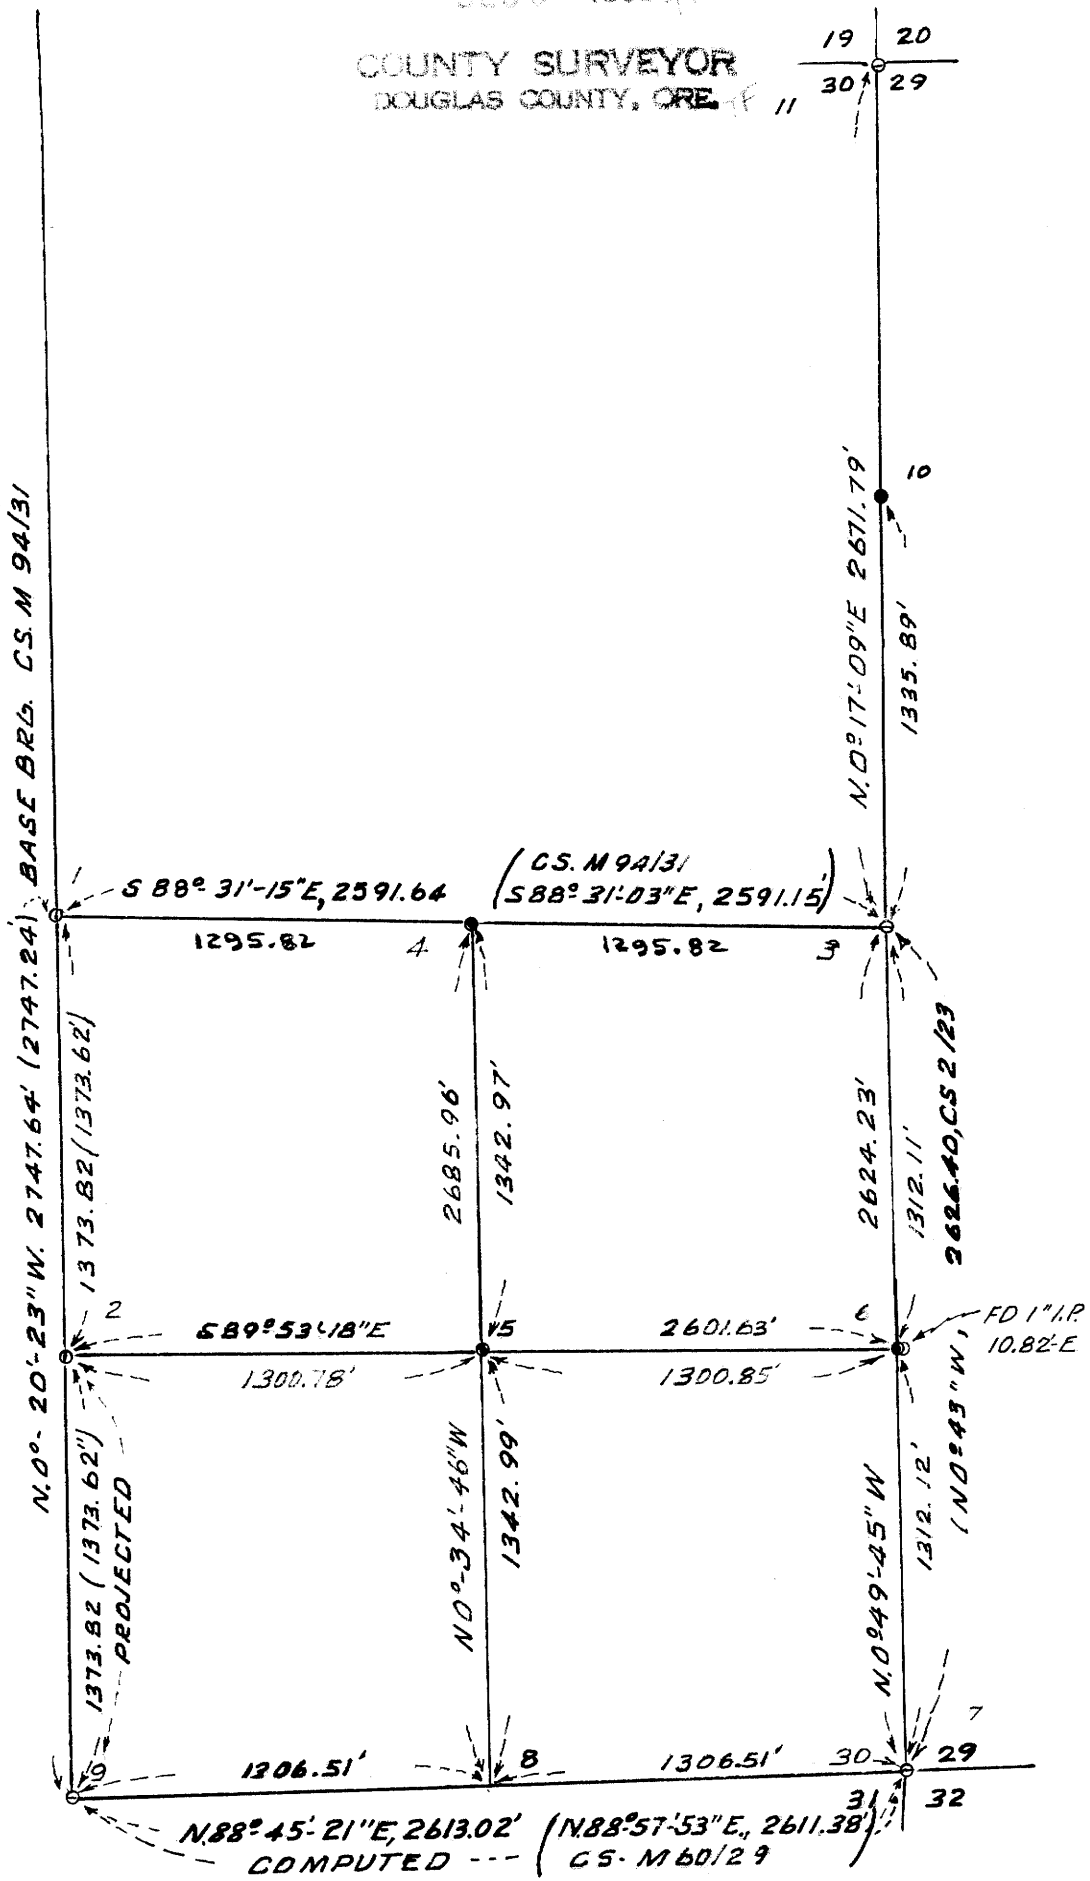 COUNTY SURVEYOR
DOUGLAS COUNTY, ORE.
19 20
30 29
11
10
N.0°-17'-09"E 2671.79'
1335.89'
N.0°-20'-23"W. 2747.64' (2747.24') BASE BRG. CS. M 94/31
1
S 88°-31'-15"E, 2591.64
(CS. M 94/31
S 88°-31'-03"E, 2591.15')
1295.82
4
1295.82
3
1373.82 (1373.62')
2685.96'
1342.97'
2624.23'
1312.11'
2626.40, CS 2/23
(N0°-43"W,
2
S89°-53'-18"E
5
2601.63'
6
FD 1" I.P.
10.82'-E
1300.78'
1300.85'
1373.82 (1373.62")
PROJECTED
N0°-34'-46"W
1342.99'
N.0°-49'-45"W
1312.12'
7
9
1306.51'
8
1306.51'
30 29
31 32
N.88°-45'-21"E, 2613.02' (N.88°-57'-53"E., 2611.38')
COMPUTED --- CS. M 60/29